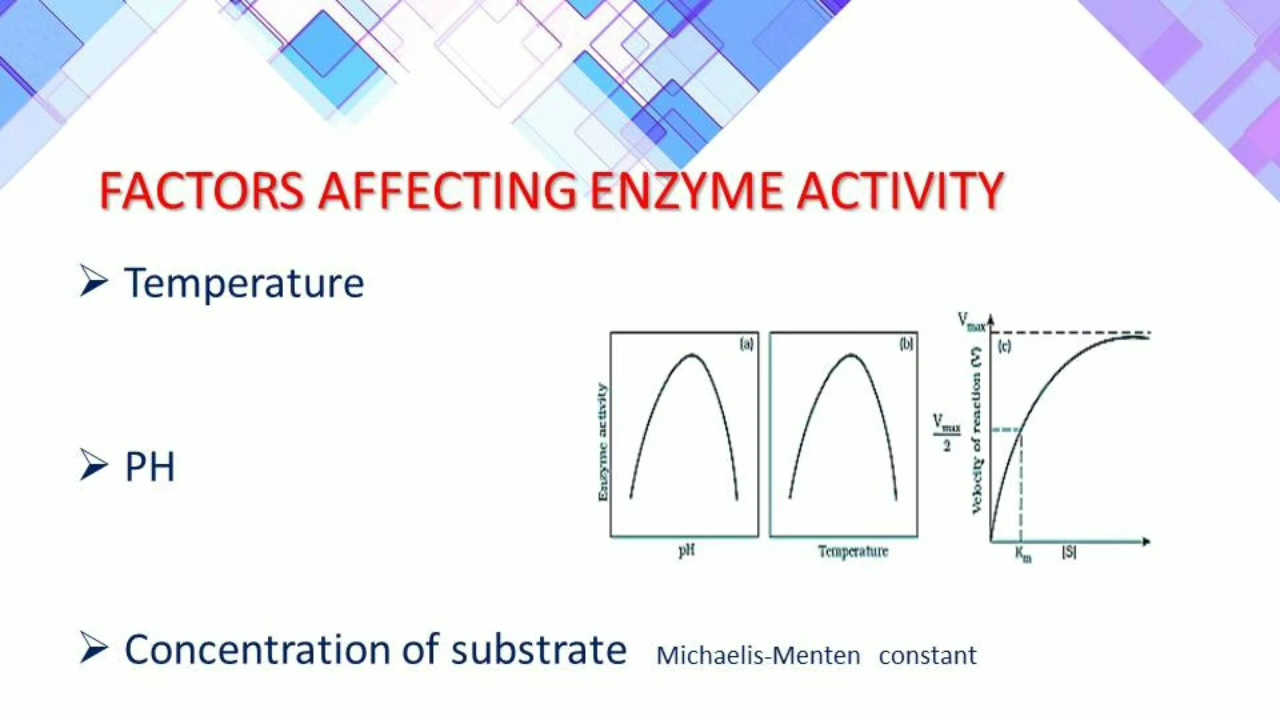 FACTORS AFFECTING ENZYME ACTIVITY
➢ Temperature
➢ PH
(a)
Enzyme activity
pH
(b)
Temperature
Vmax
(c)
Velocity of reaction (V)
Vmax
2
Km
|S|
➢ Concentration of substrate Michaelis-Menten constant